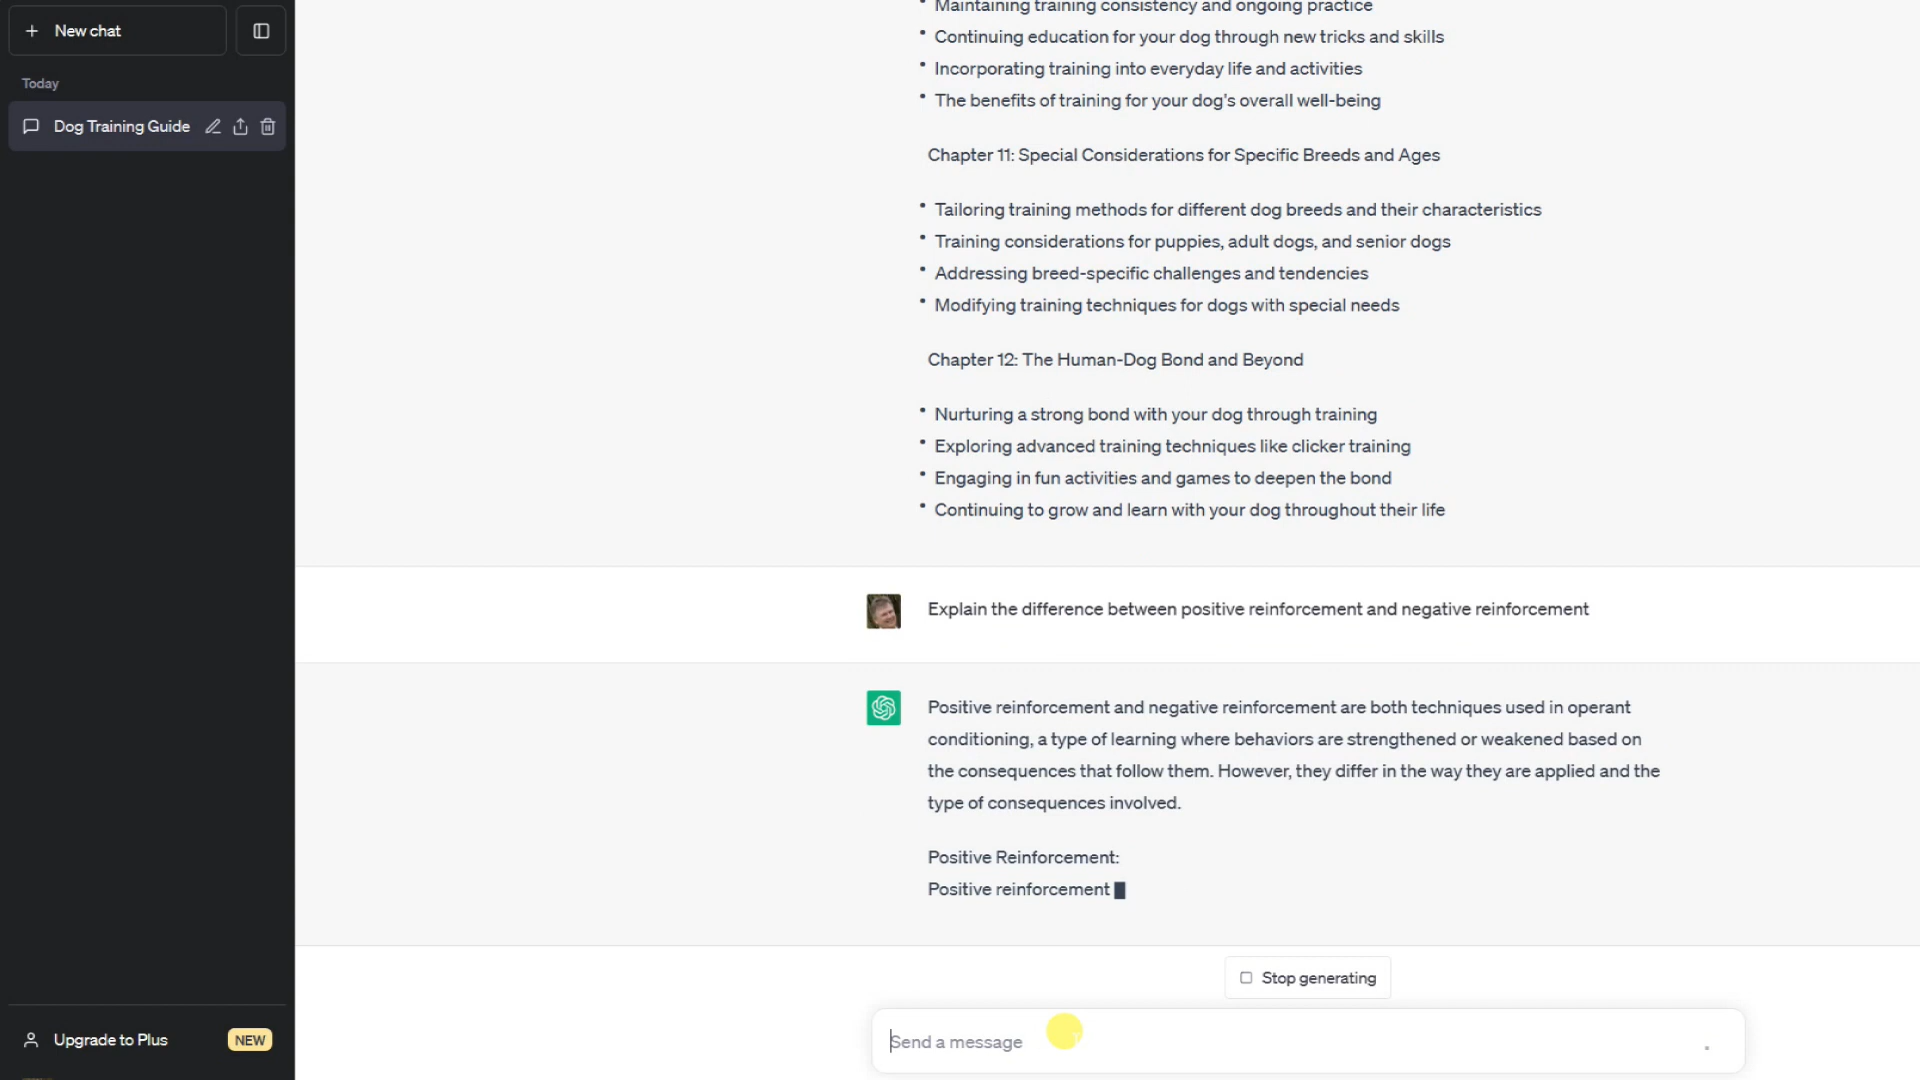 New chat
Today
Dog Training Guide
Maintaining training consistency and ongoing practice
Continuing education for your dog through new tricks and skills
Incorporating training into everyday life and activities
The benefits of training for your dog's overall well-being
Chapter 11: Special Considerations for Specific Breeds and Ages
Tailoring training methods for different dog breeds and their characteristics
Training considerations for puppies, adult dogs, and senior dogs
Addressing breed-specific challenges and tendencies
Modifying training techniques for dogs with special needs
Chapter 12: The Human-Dog Bond and Beyond
Nurturing a strong bond with your dog through training
Exploring advanced training techniques like clicker training
Engaging in fun activities and games to deepen the bond
Continuing to grow and learn with your dog throughout their life
Explain the difference between positive reinforcement and negative reinforcement
Positive reinforcement and negative reinforcement are both techniques used in operant
conditioning, a type of learning where behaviors are strengthened or weakened based on
the consequences that follow them. However, they differ in the way they are applied and the
type of consequences involved.
Positive Reinforcement:
Positive reinforcement
Stop generating
Send a message
Upgrade to Plus NEW